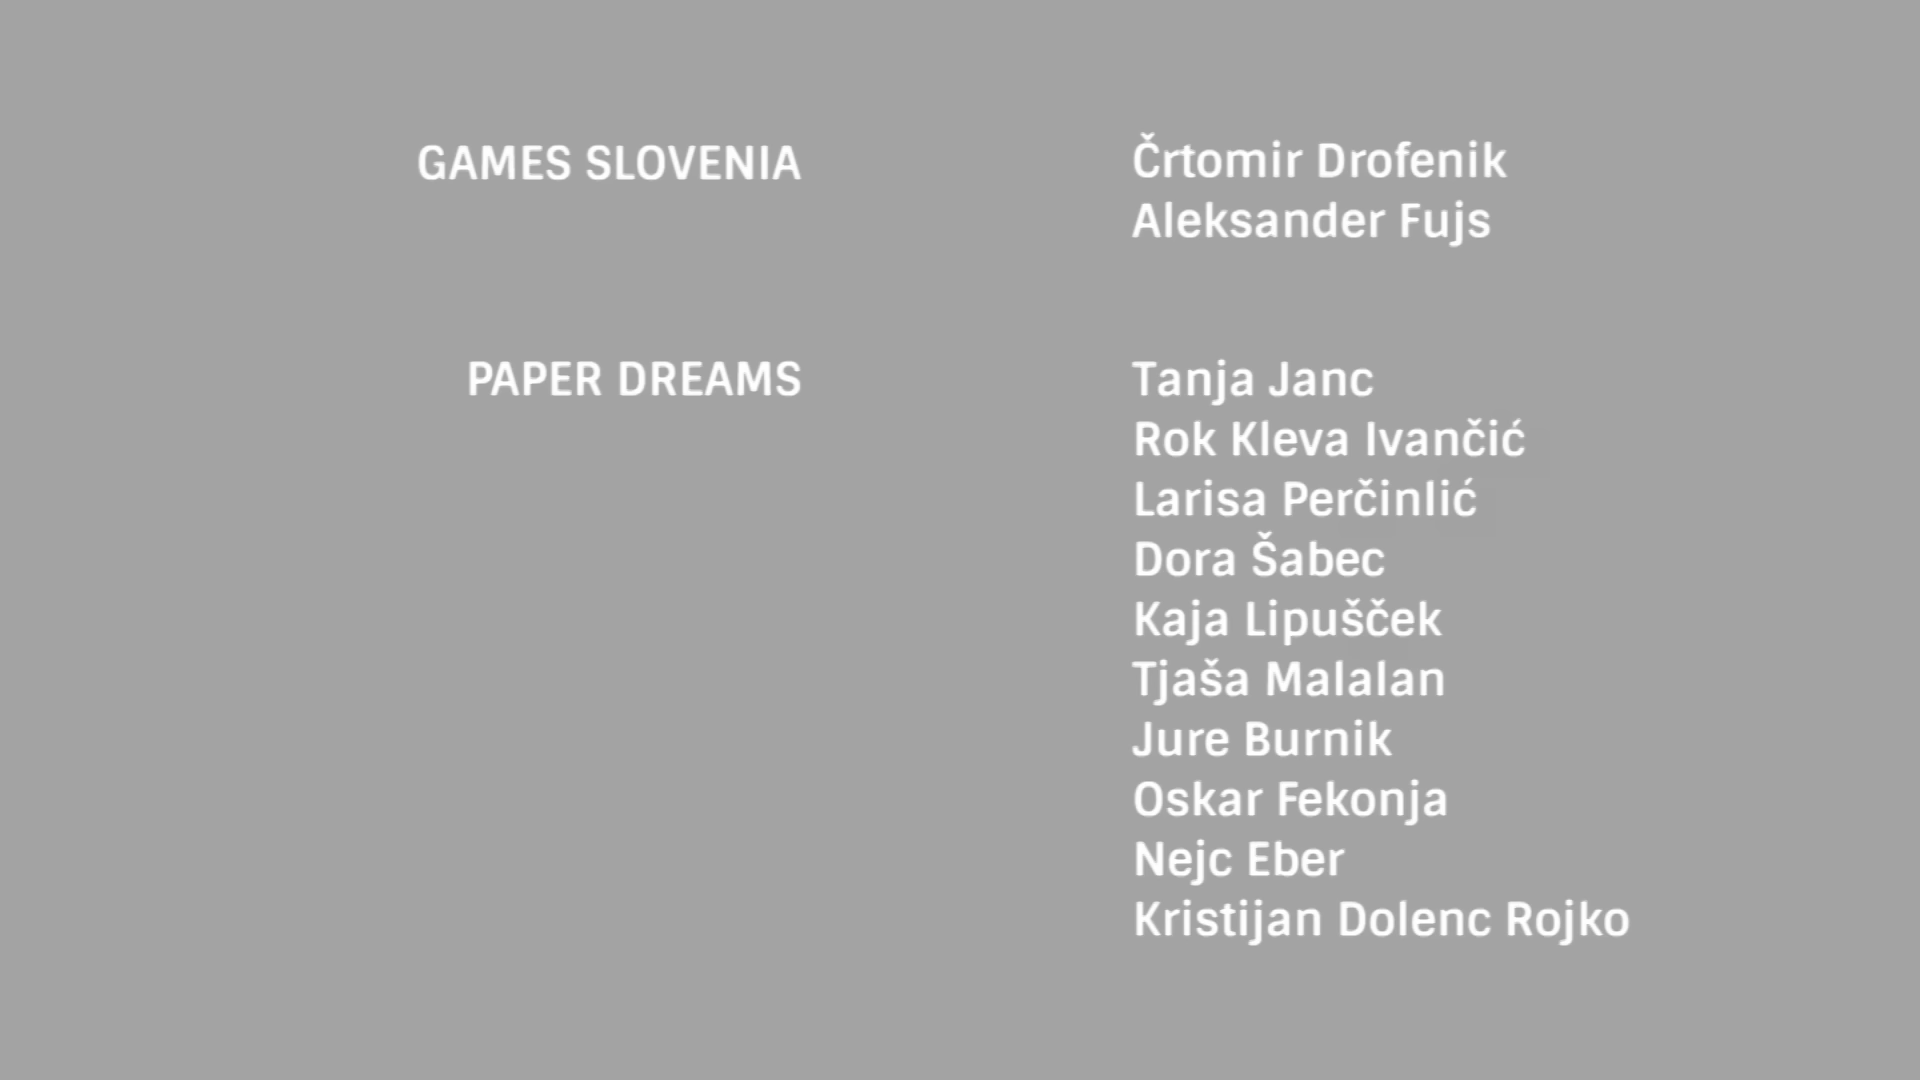 GAMES SLOVENIA
Črtomir Drofenik
Aleksander Fujs
PAPER DREAMS
Tanja Janc
Rok Kleva Ivančić
Larisa Perčinlić
Dora Šabec
Kaja Lipušček
Tjaša Malalan
Jure Burnik
Oskar Fekonja
Nejc Eber
Kristijan Dolenc Rojko